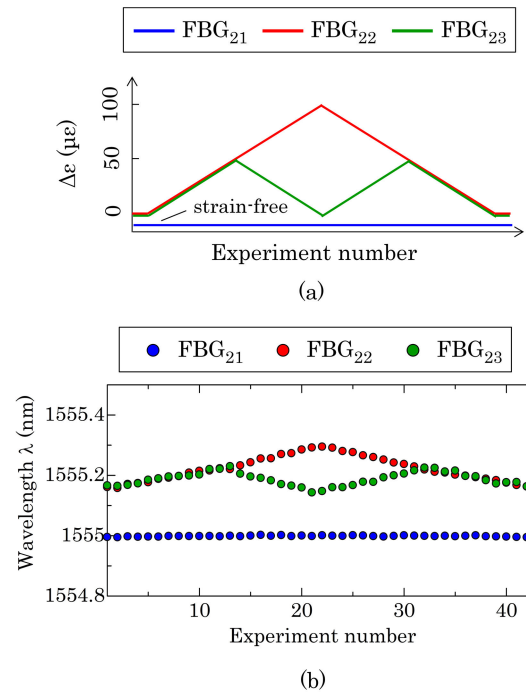 FBG21 FBG22 FBG23
100
50
0
Δε (με)
strain-free
Experiment number
(a)
FBG21 FBG22 FBG23
1555.4
1555.2
1555
1554.8
Wavelength λ (nm)
10 20 30 40
Experiment number
(b)